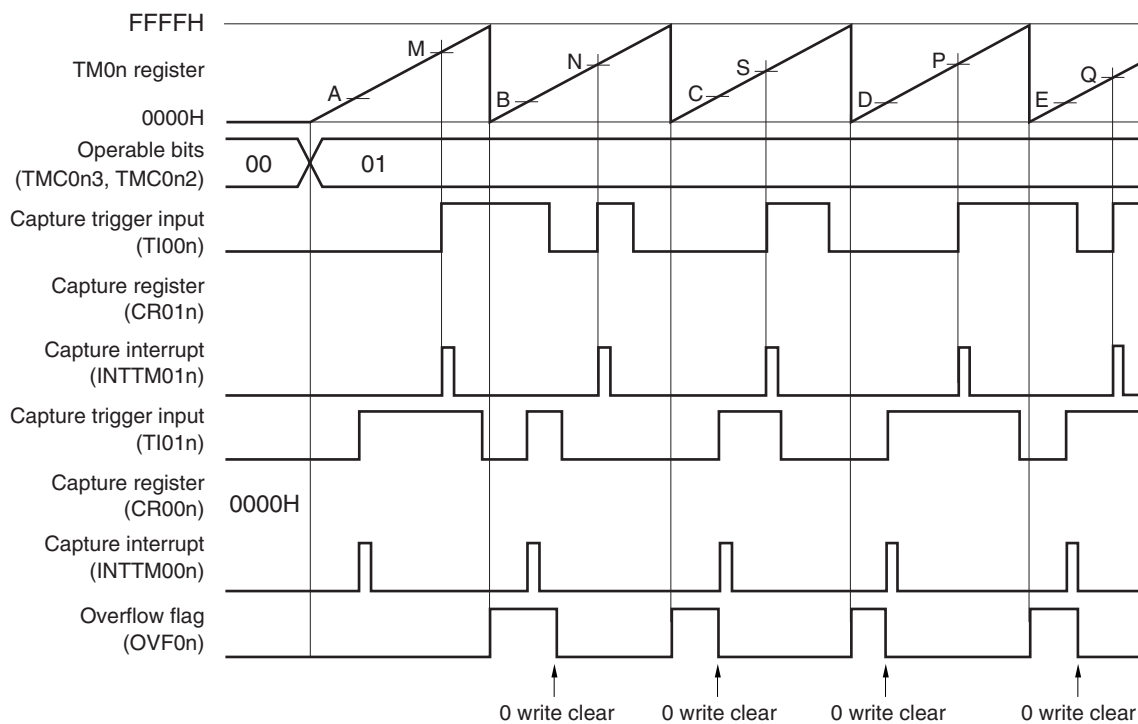 FFFFH
TM0n register
0000H
A M B N C S D P E Q
Operable bits
(TMC0n3, TMC0n2)
00 01
Capture trigger input
(TI00n)
Capture register
(CR01n)
Capture interrupt
(INTTM01n)
Capture trigger input
(TI01n)
Capture register
(CR00n)
0000H
Capture interrupt
(INTTM00n)
Overflow flag
(OVF0n)
0 write clear 0 write clear 0 write clear 0 write clear